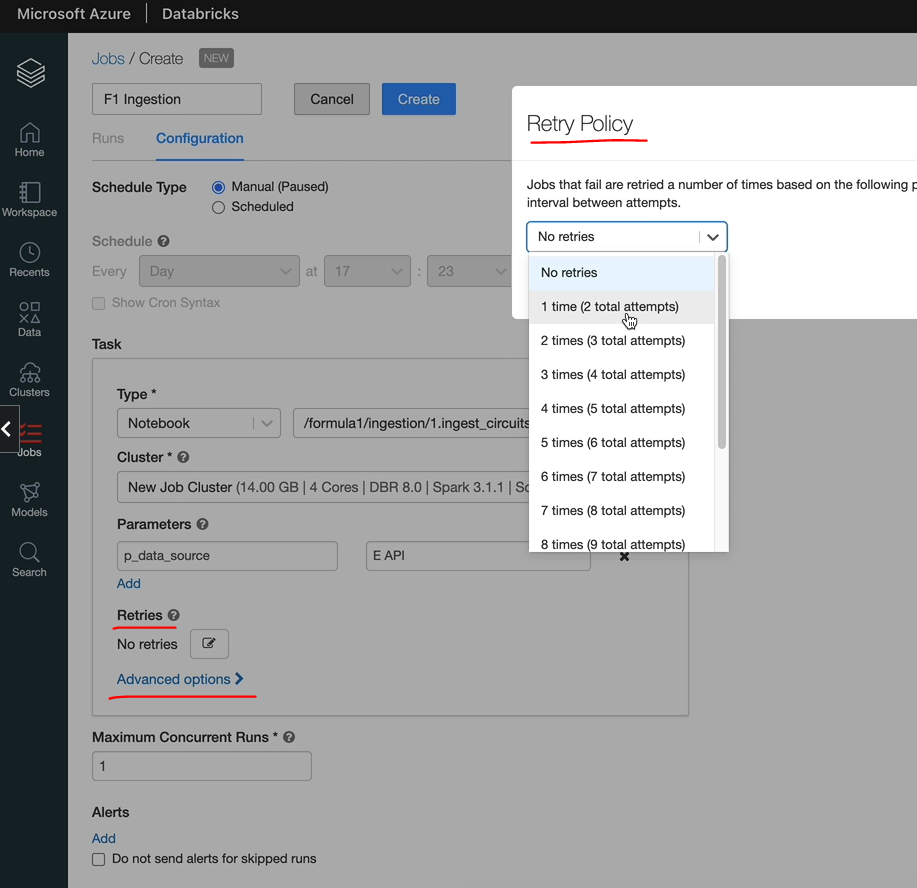 Microsoft Azure | Databricks
Jobs / Create NEW
F1 Ingestion
Cancel
Create
Runs
Configuration
Schedule Type
Manual (Paused)
Scheduled
Schedule
Every Day at 17 : 23
Show Cron Syntax
Task
Type *
Notebook
/formula1/ingestion/1.ingest_circuits
Cluster *
New Job Cluster (14.00 GB | 4 Cores | DBR 8.0 | Spark 3.1.1 |
Parameters
p_data_source
E API
Add
Retries
No retries
Advanced options
Maximum Concurrent Runs *
1
Alerts
Add
Do not send alerts for skipped runs
Home
Workspace
Recents
Data
Clusters
Jobs
Models
Search
Retry Policy
Jobs that fail are retried a number of times based on the following
interval between attempts.
No retries
No retries
1 time (2 total attempts)
2 times (3 total attempts)
3 times (4 total attempts)
4 times (5 total attempts)
5 times (6 total attempts)
6 times (7 total attempts)
7 times (8 total attempts)
8 times (9 total attempts)